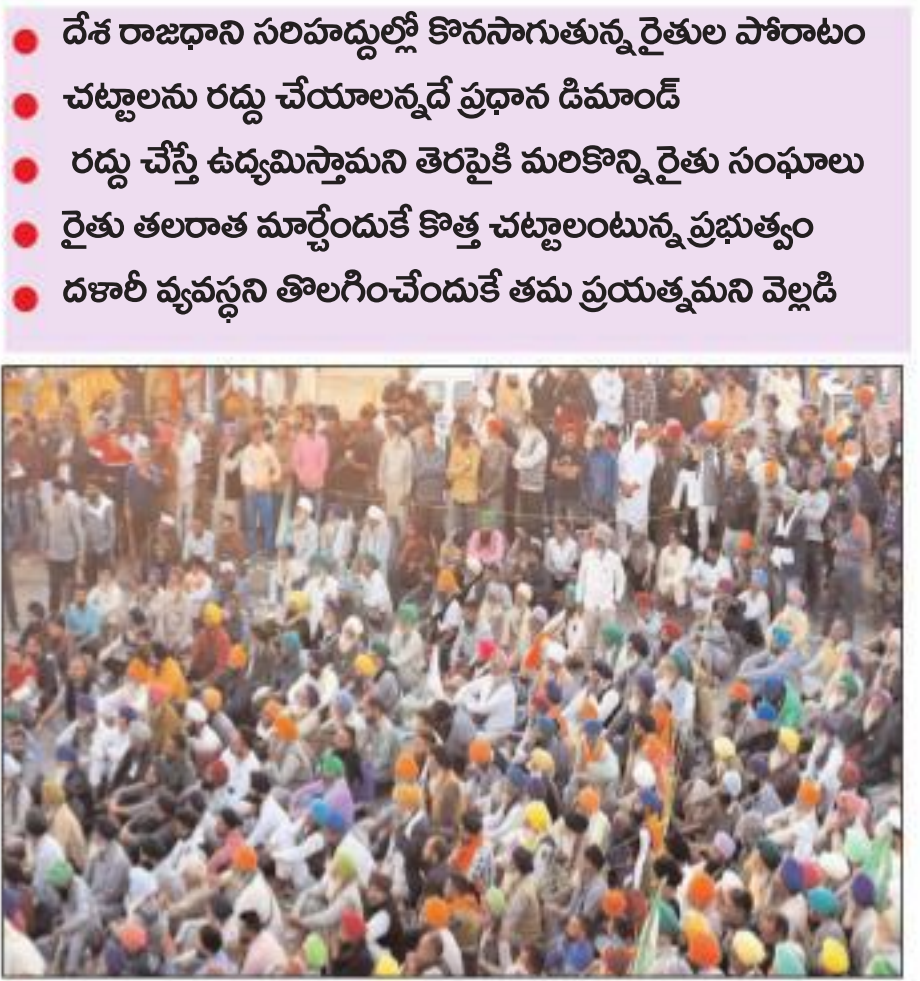 దేశ రాజధాని సరిహద్దుల్లో కొనసాగుతున్న రైతుల పోరాటం
చట్టాలను రద్దు చేయాలన్నదే ప్రధాన డిమాండ్
రద్దు చేస్తే ఉద్యమిస్తామని తెరపైకి మరికొన్ని రైతు సంఘాలు
రైతు తలరాత మార్చేందుకే కొత్త చట్టాలంటున్న ప్రభుత్వం
దళారీ వ్యవస్థని తొలగించేందుకే తమ ప్రయత్నమని వెల్లడి